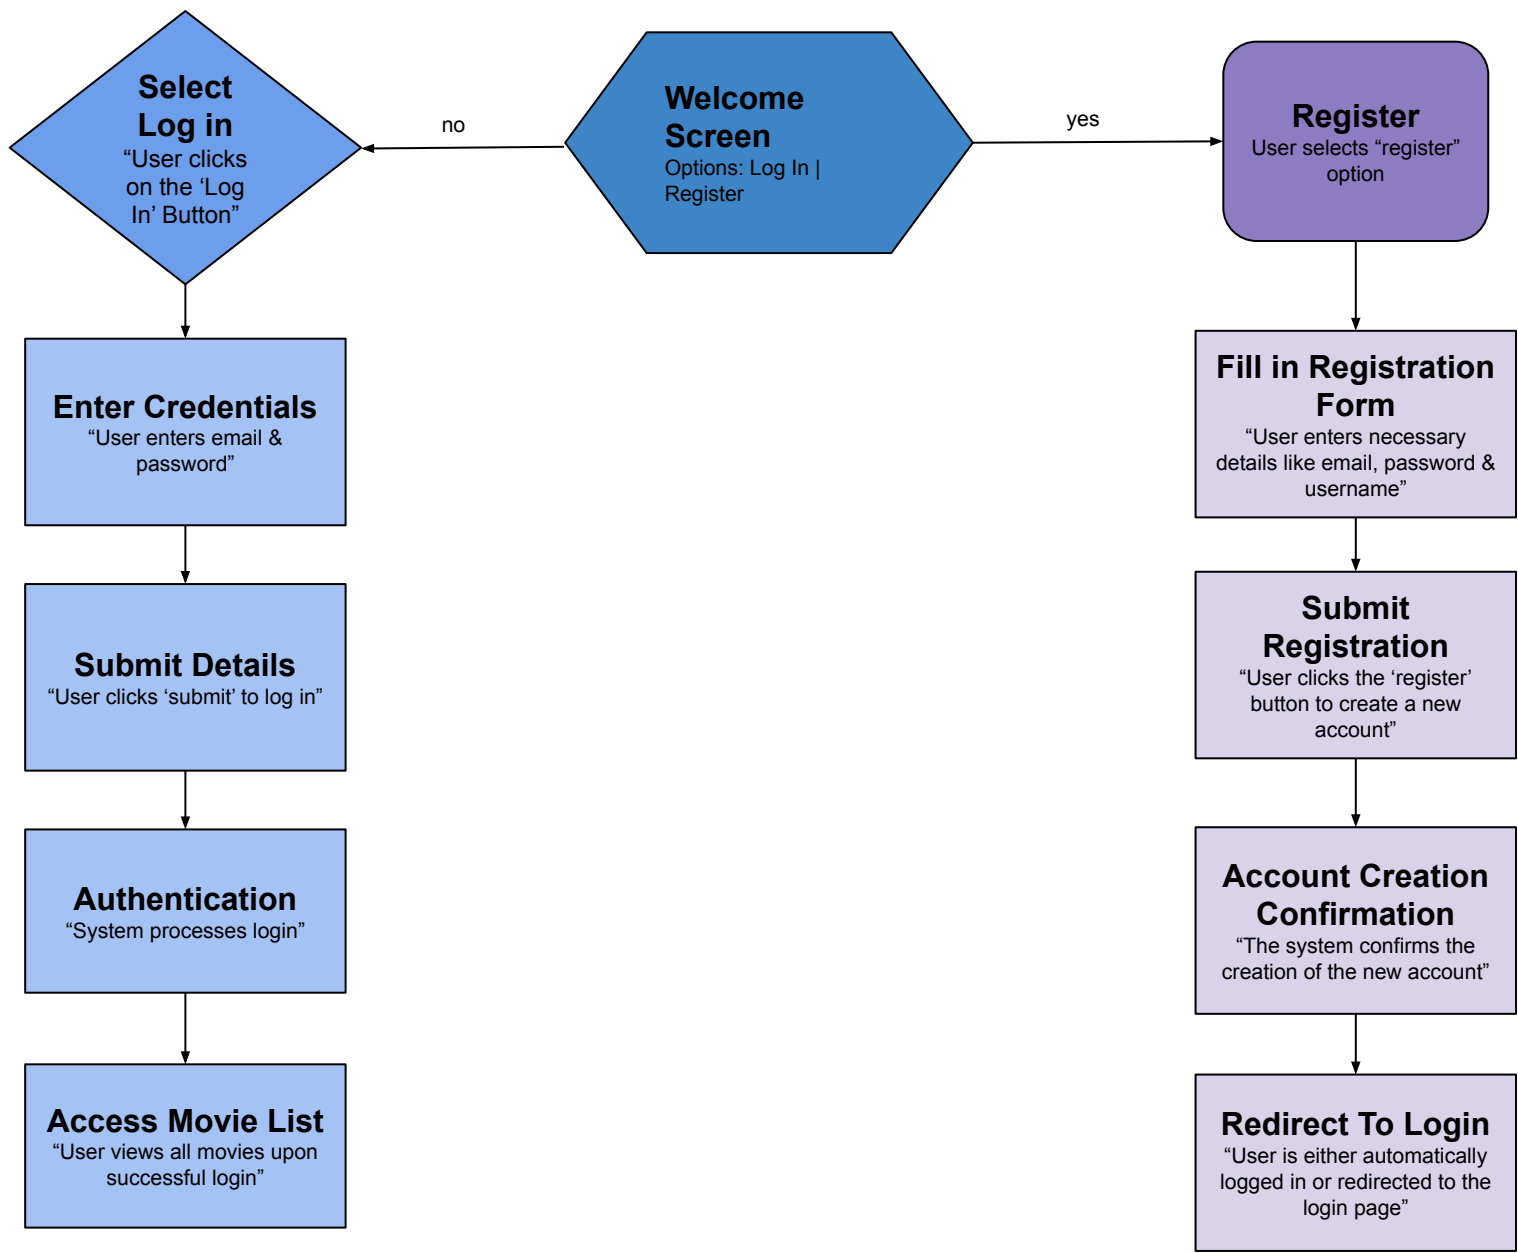 Select
Log in
“User clicks
on the ‘Log
In’ Button”
no
Welcome
Screen
Options: Log In |
Register
yes
Register
User selects “register”
option
Enter Credentials
“User enters email &
password”
Submit Details
“User clicks ‘submit’ to log in”
Authentication
“System processes login”
Access Movie List
“User views all movies upon
successful login”
Fill in Registration
Form
“User enters necessary
details like email, password &
username”
Submit
Registration
“User clicks the ‘register’
button to create a new
account”
Account Creation
Confirmation
“The system confirms the
creation of the new account”
Redirect To Login
“User is either automatically
logged in or redirected to the
login page”